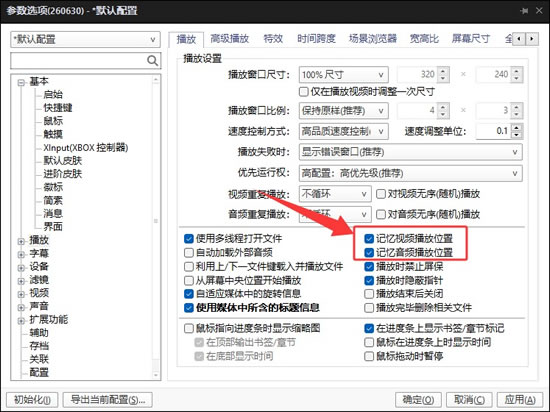 参数选项(260630) - *默认配置
*默认配置
基本
启始
快捷键
鼠标
触摸
XInput(XBOX 控制器)
默认皮肤
进阶皮肤
徽标
简素
消息
界面
播放
字幕
设备
滤镜
视频
声音
扩展功能
辅助
存档
关联
配置
播放 高级播放 特效 时间跨度 场景浏览器 宽高比 屏幕尺寸 全
播放设置
播放窗口尺寸: 100% 尺寸 320 × 240
仅在播放视频时调整一次尺寸
播放窗口比例: 保持原样(推荐) 4 × 3
速度控制方式: 高品质速度控制( 速度调整单位: 0.1
播放失败时: 显示错误窗口(推荐)
优先运行权: 高配置：高优先级(推荐)
视频重复播放: 不循环 对视频无序(随机)播放
音频重复播放: 循环 对音频无序(随机)播放
使用多线程打开文件 记忆视频播放位置
自动加载外部音频 记忆音频播放位置
利用上/下一文件键载入并播放文件 播放时禁止屏保
从屏幕中央位置开始播放 播放时隐蔽指针
自适应媒体中的旋转信息 播放结束后关闭
使用媒体中所含的标题信息 播放完毕删除相关文件
鼠标指向进度条时显示缩略图 在进度条上显示书签/章节标记
在顶部输出书签/章节 鼠标在进度条上时显示时间
在底部显示时间 鼠标拖动时暂停
初始化(I) 导出当前配置(S)... 确定(O) 取消(C) 应用(A)